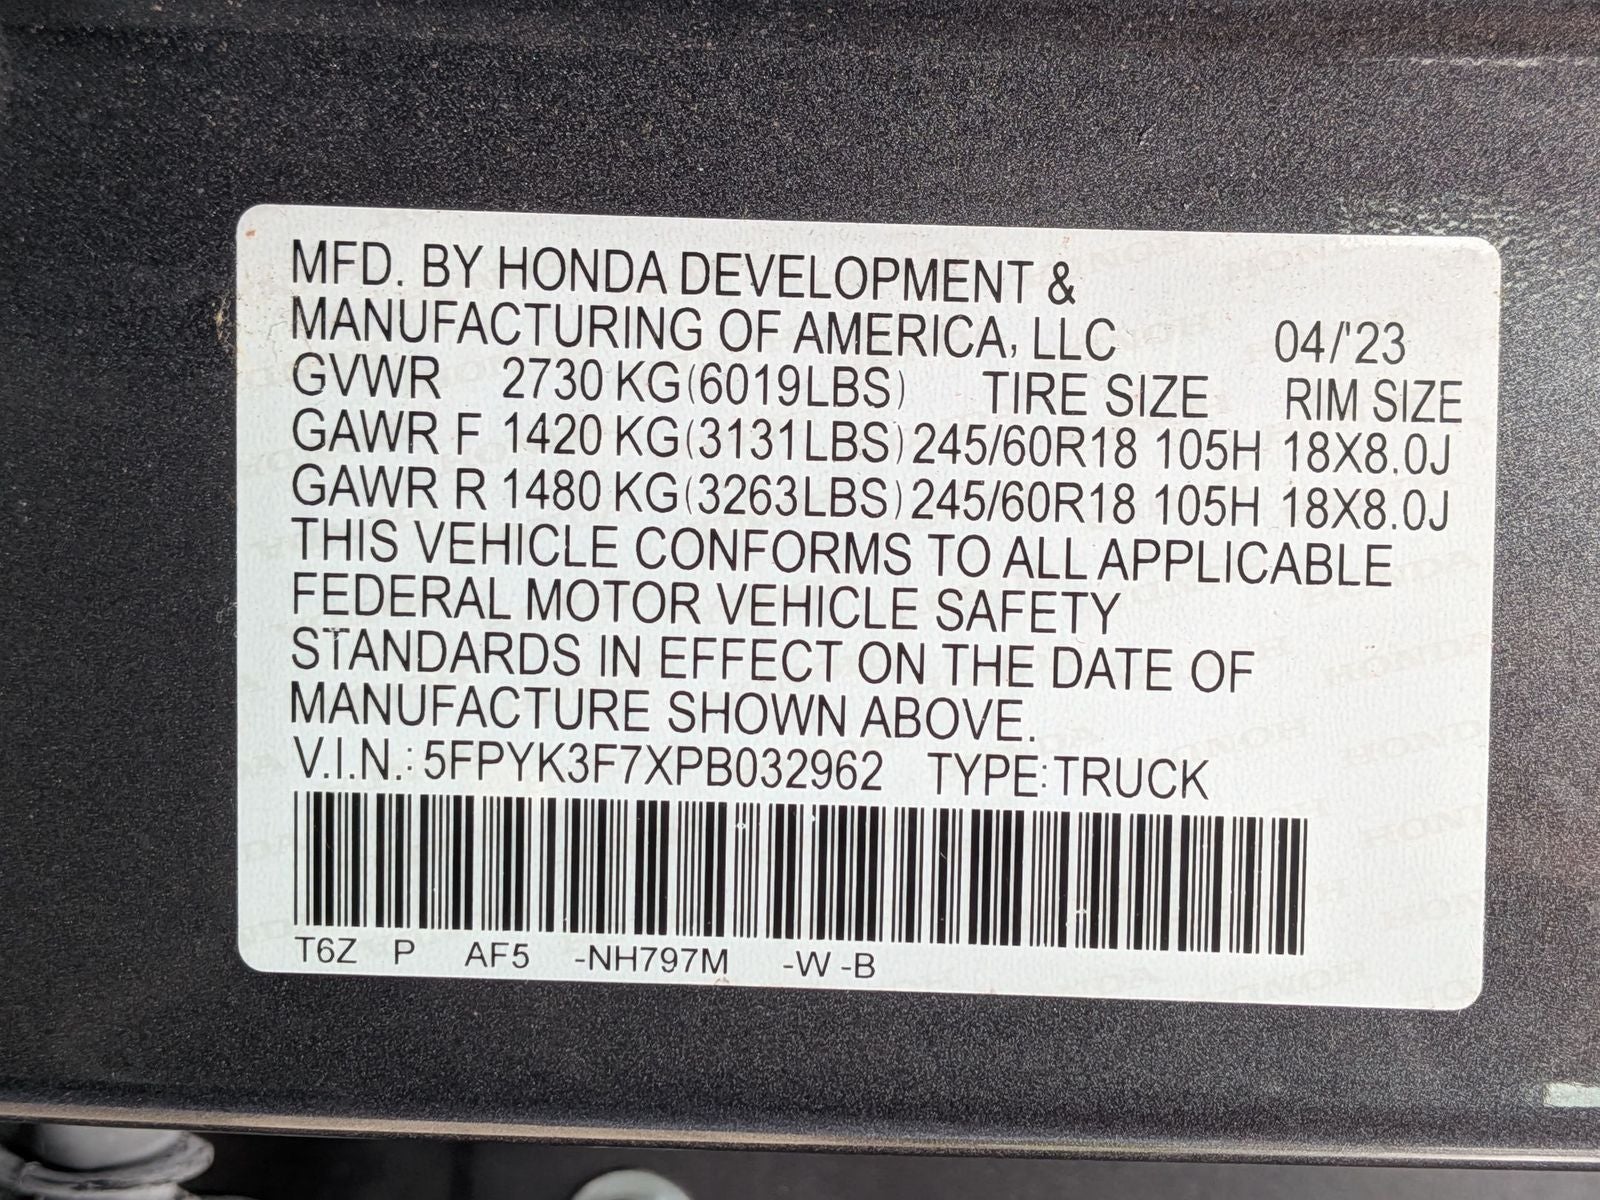 MFD. BY HONDA DEVELOPMENT &
MANUFACTURING OF AMERICA, LLC 04/'23
GVWR 2730 KG(6019LBS) TIRE SIZE RIM SIZE
GAWR F 1420 KG(3131LBS) 245/60R18 105H 18X8.0J
GAWR R 1480 KG(3263LBS) 245/60R18 105H 18X8.0J
THIS VEHICLE CONFORMS TO ALL APPLICABLE
FEDERAL MOTOR VEHICLE SAFETY
STANDARDS IN EFFECT ON THE DATE OF
MANUFACTURE SHOWN ABOVE.
V.I.N.: 5FPYK3F7XPB032962 TYPE:TRUCK
T6Z P AF5 -NH797M -W -B